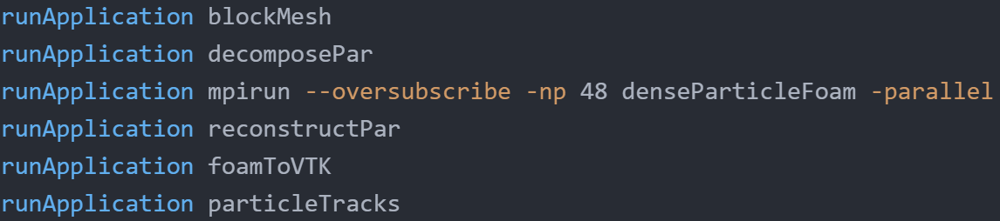 runApplication blockMesh
runApplication decomposePar
runApplication mpirun --oversubscribe -np 48 denseParticleFoam -parallel
runApplication reconstructPar
runApplication foamToVTK
runApplication particleTracks